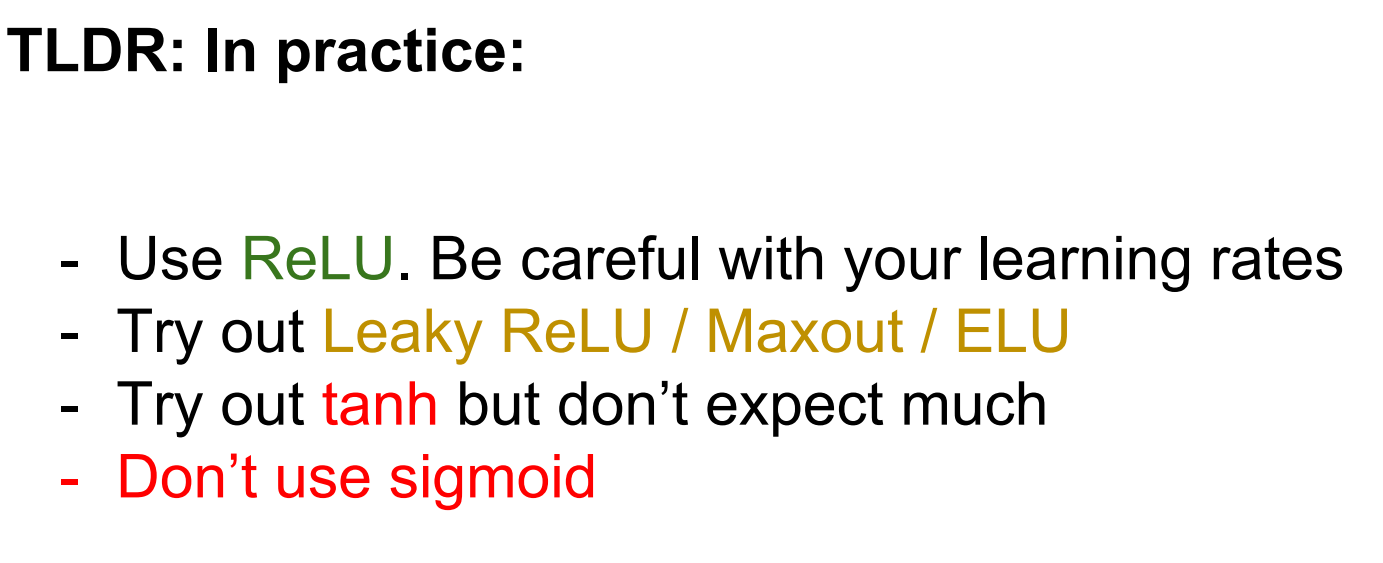 TLDR: In practice:
- Use ReLU. Be careful with your learning rates
- Try out Leaky ReLU / Maxout / ELU
- Try out tanh but don’t expect much
- Don’t use sigmoid